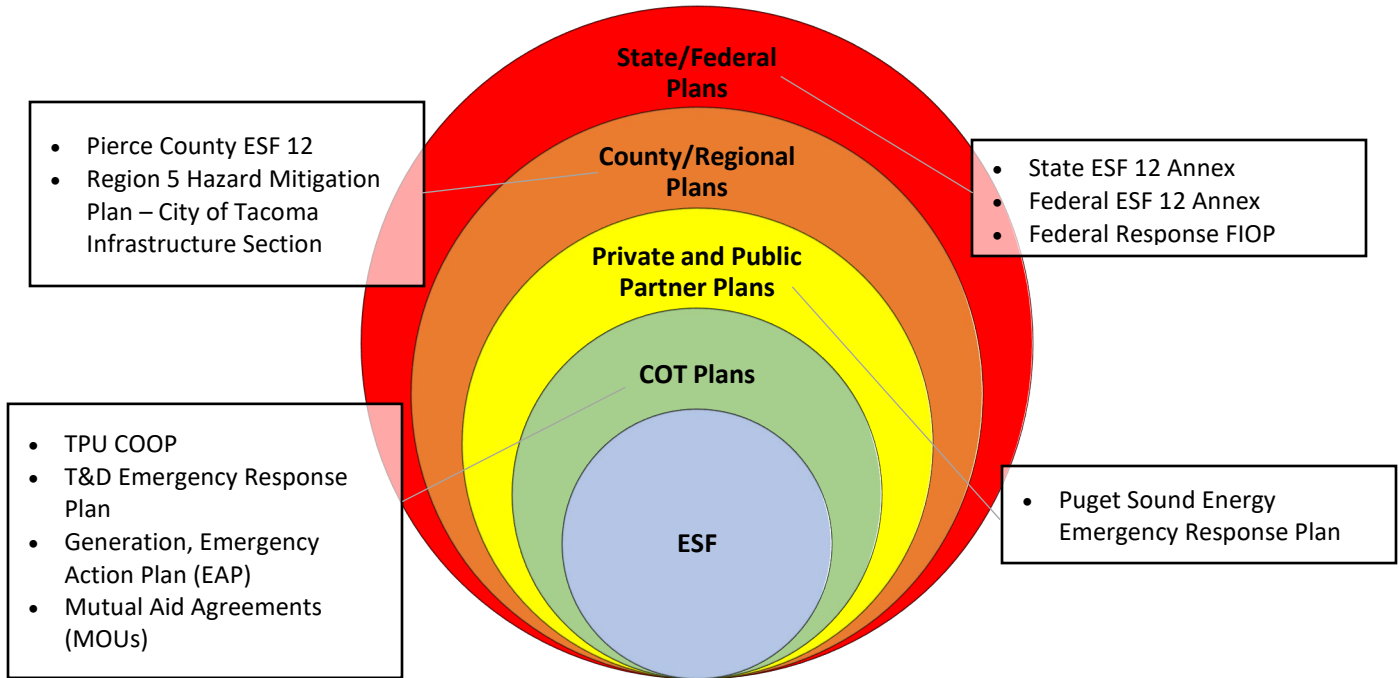 State/Federal
Plans
• Pierce County ESF 12
• Region 5 Hazard Mitigation
Plan – City of Tacoma
Infrastructure Section
County/Regional
Plans
• State ESF 12 Annex
• Federal ESF 12 Annex
• Federal Response FIOP
Private and Public
Partner Plans
COT Plans
• TPU COOP
• T&D Emergency Response
Plan
• Generation, Emergency
Action Plan (EAP)
• Mutual Aid Agreements
(MOUs)
• Puget Sound Energy
Emergency Response Plan
ESF